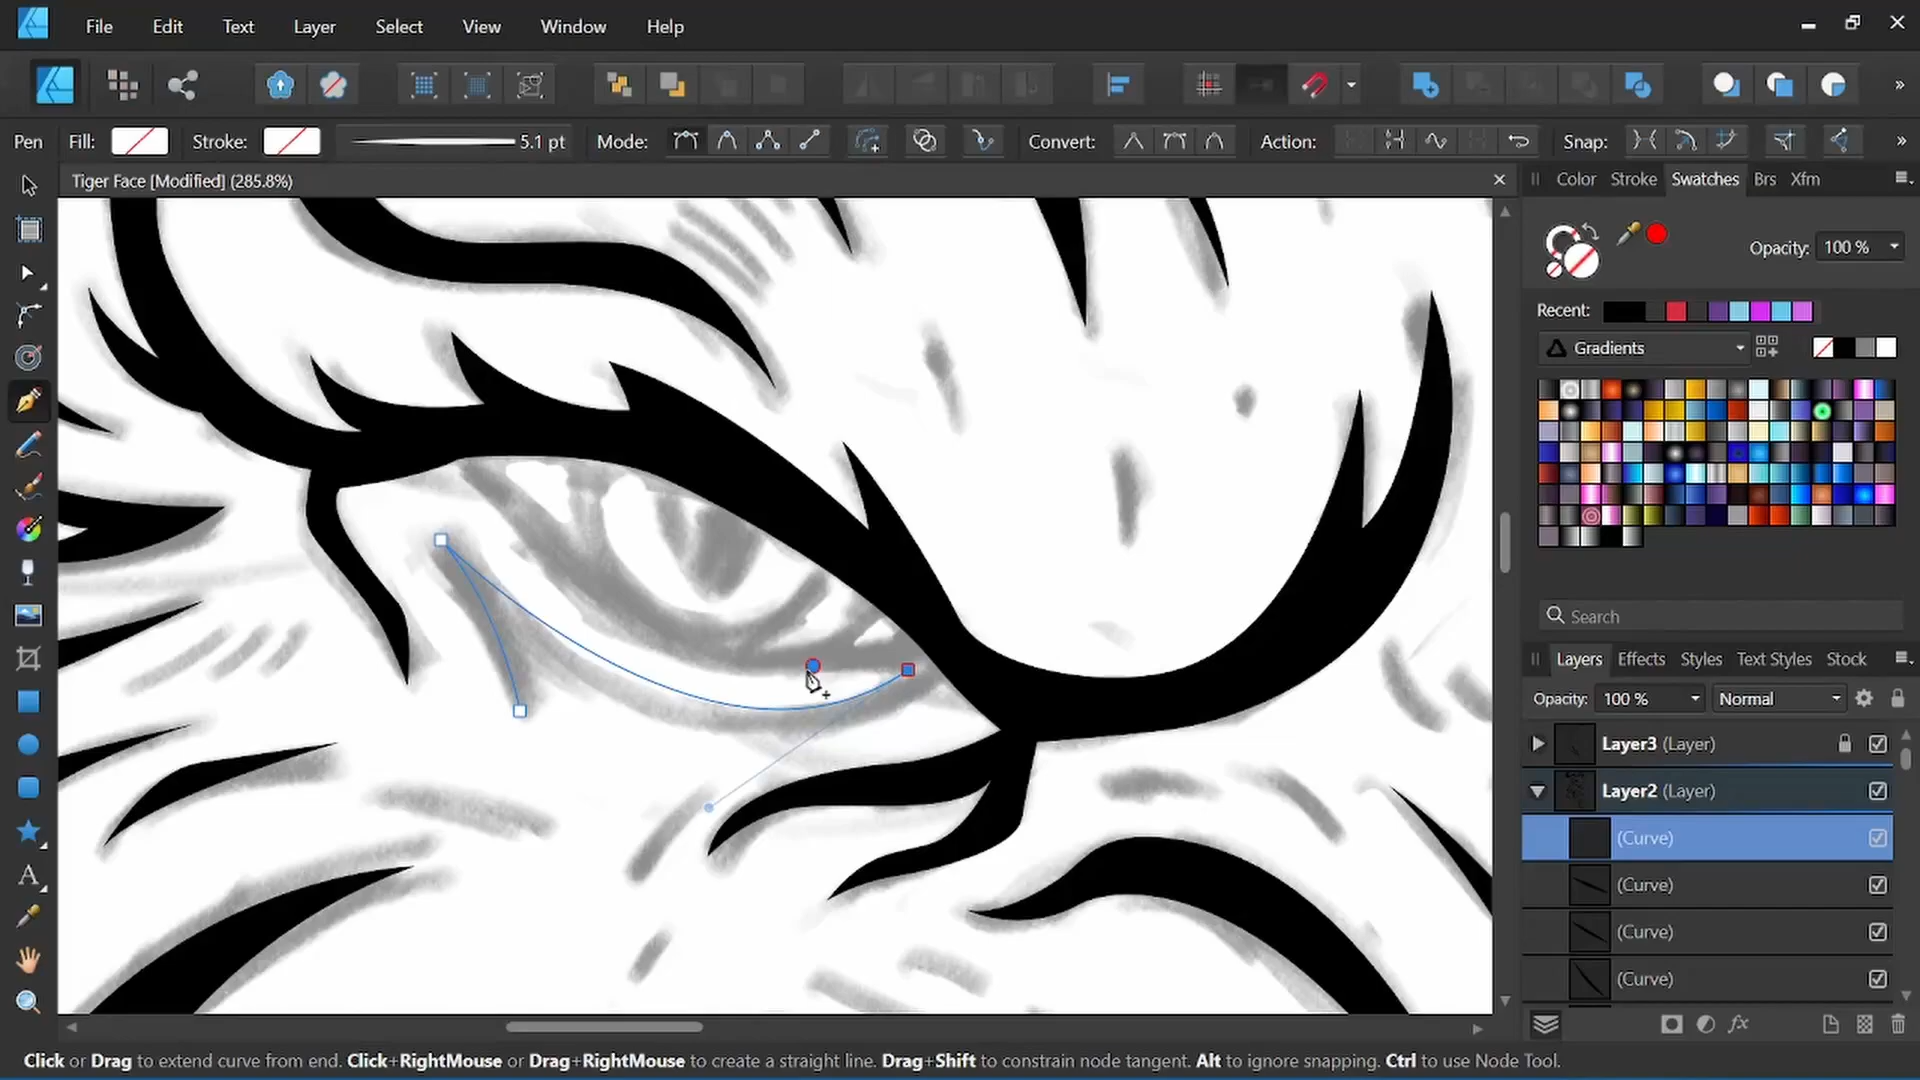 File Edit Text Layer Select View Window Help
Pen Fill: Stroke: 5.1 pt Mode: Convert: Action: Snap:
Tiger Face [Modified] (285.8%)
Color Stroke Swatches Brs Xfm
Opacity: 100 %
Recent:
Gradients
Search
Layers Effects Styles Text Styles Stock
Opacity: 100 % Normal
Layer3 (Layer)
Layer2 (Layer)
(Curve)
(Curve)
(Curve)
(Curve)
Click or Drag to extend curve from end. Click+RightMouse or Drag+RightMouse to create a straight line. Drag+Shift to constrain node tangent. Alt to ignore snapping. Ctrl to use Node Tool.